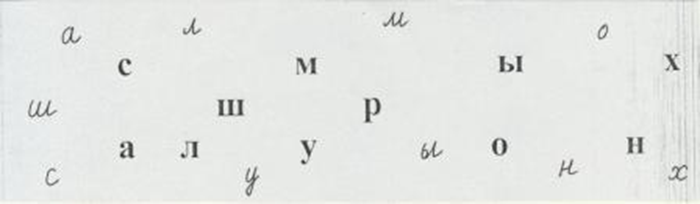 а л м о
с м ы х
ш ш р
а л у ы о н
с у н х